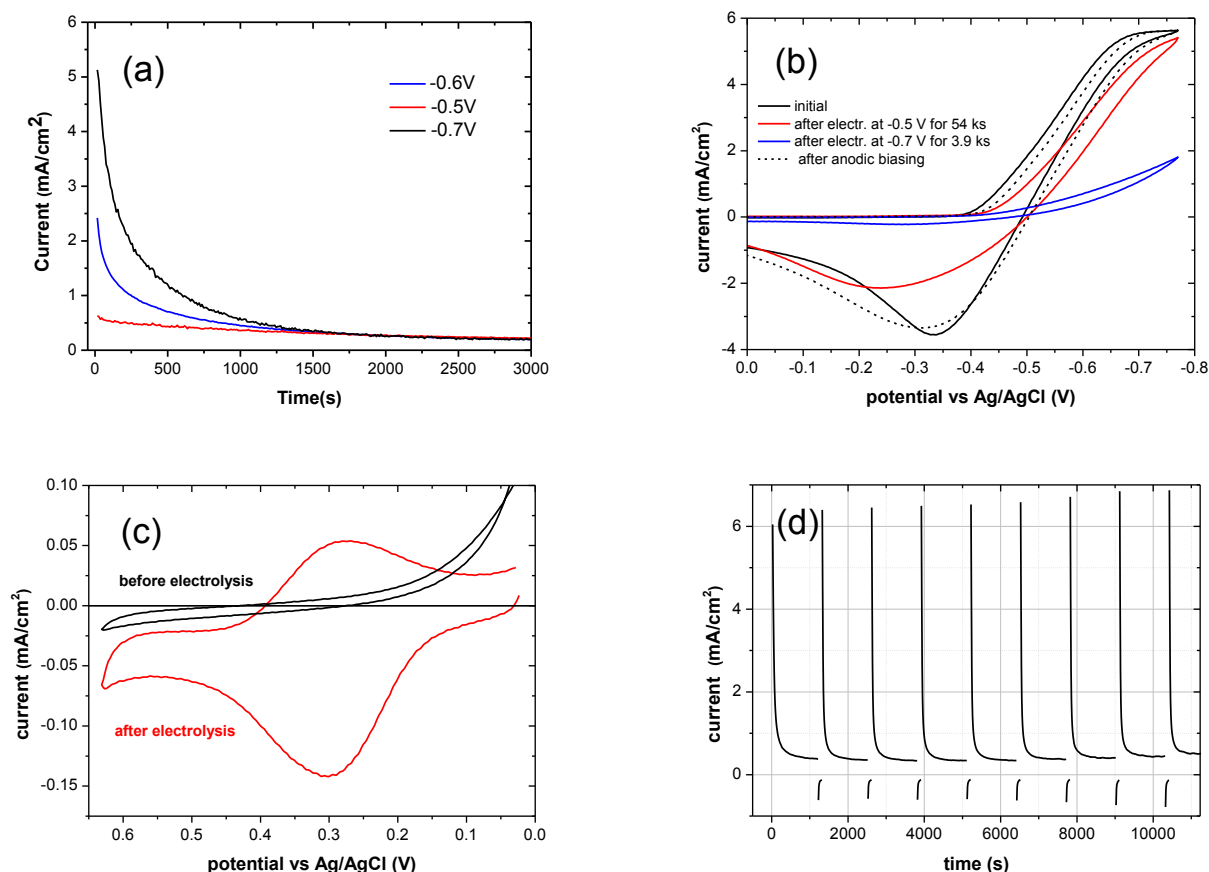 (a)
-0.6V
-0.5V
-0.7V
6
5
4
3
2
1
0
0 500 1000 1500 2000 2500 3000
Current (mA/cm²)
Time(s)
(b)
initial
after electr. at -0.5 V for 54 ks
after electr. at -0.7 V for 3.9 ks
after anodic biasing
6
4
2
0
-2
-4
0.0 -0.1 -0.2 -0.3 -0.4 -0.5 -0.6 -0.7 -0.8
current (mA/cm²)
potential vs Ag/AgCl (V)
(c)
before electrolysis
after electrolysis
0.10
0.05
0.00
-0.05
-0.10
-0.15
0.6 0.5 0.4 0.3 0.2 0.1 0.0
current (mA/cm²)
potential vs Ag/AgCl (V)
(d)
6
4
2
0
0 2000 4000 6000 8000 10000
current (mA/cm²)
time (s)